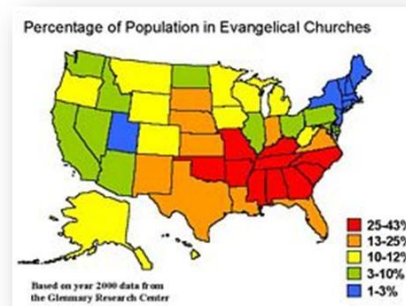 Percentage of Population in Evangelical Churches
25-43%
13-25%
10-12%
3-10%
1-3%
Based on year 2000 data from
the Glenmary Research Center